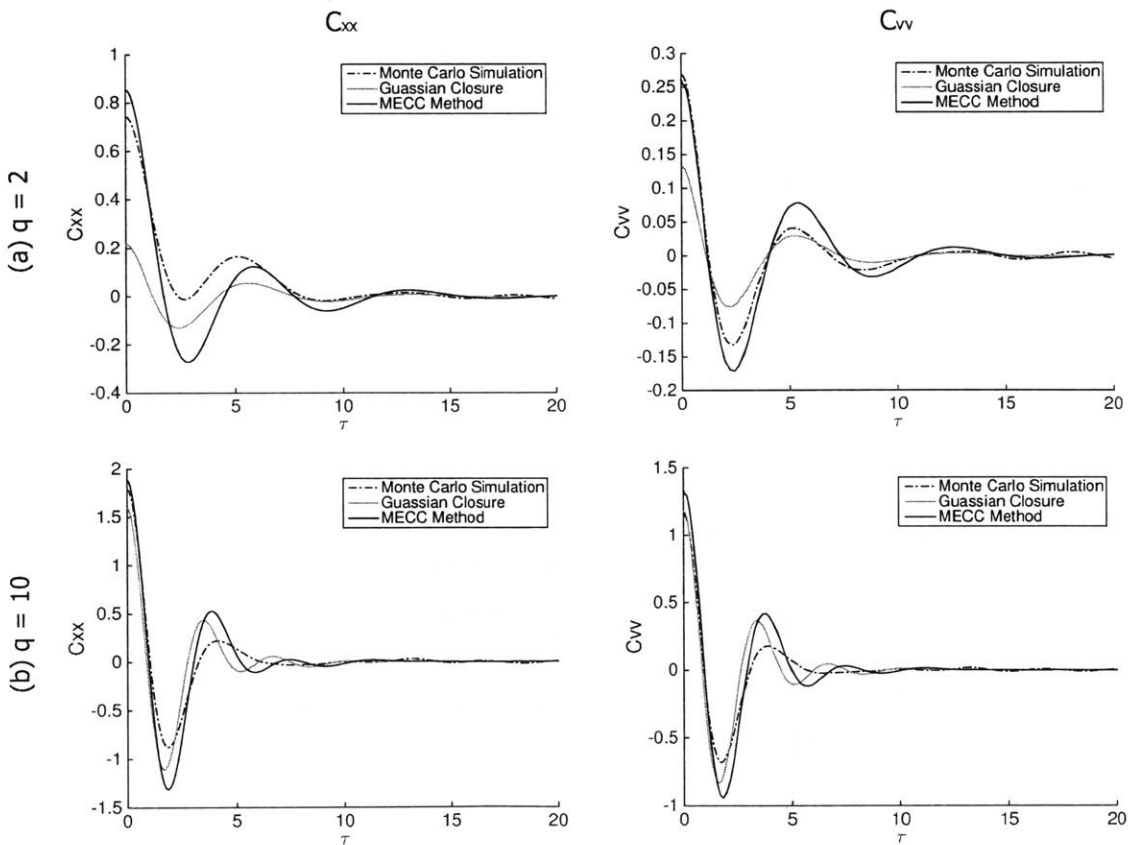 Cxx
Cvv
(a) q = 2
1
0.8
0.6
0.4
0.2
0
-0.2
-0.4
Cxx
0 5 10 15 20
τ
Monte Carlo Simulation
Guassian Closure
MECC Method
0.3
0.25
0.2
0.15
0.1
0.05
0
-0.05
-0.1
-0.15
-0.2
Cvv
0 5 10 15 20
τ
Monte Carlo Simulation
Guassian Closure
MECC Method
(b) q = 10
2
1.5
1
0.5
0
-0.5
-1
-1.5
Cxx
0 5 10 15 20
τ
Monte Carlo Simulation
Guassian Closure
MECC Method
1.5
1
0.5
0
-0.5
-1
Cvv
0 5 10 15 20
τ
Monte Carlo Simulation
Guassian Closure
MECC Method